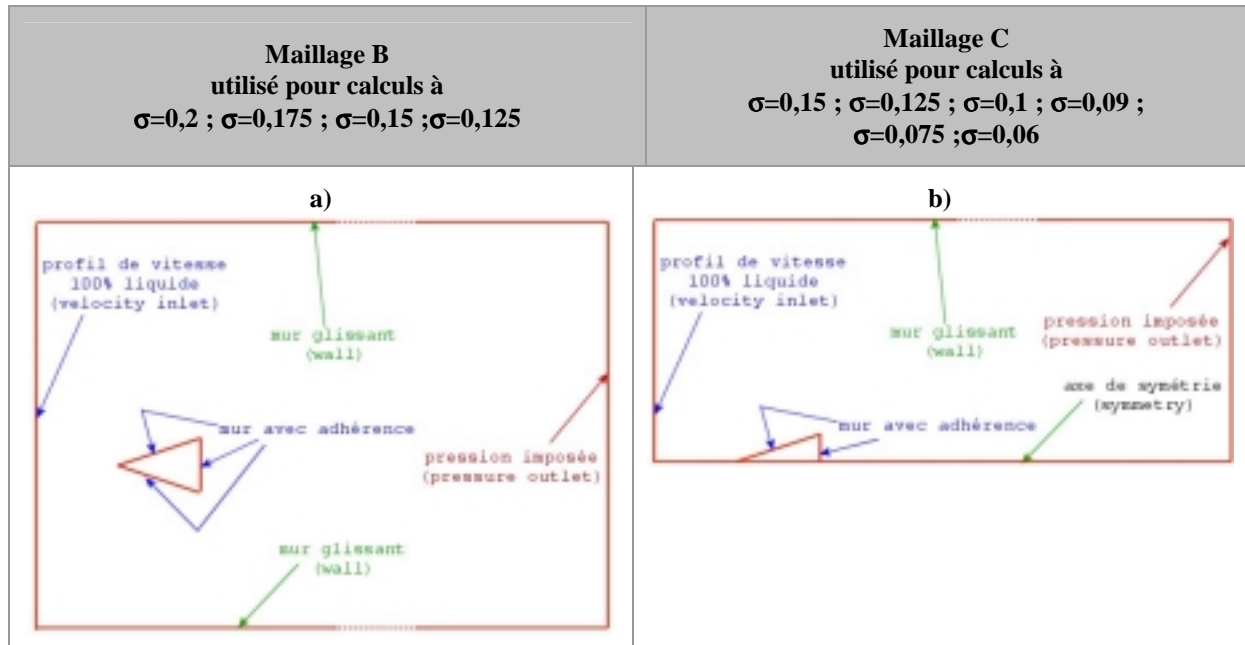 Maillage B
utilisé pour calculs à
σ=0,2 ; σ=0,175 ; σ=0,15 ;σ=0,125
Maillage C
utilisé pour calculs à
σ=0,15 ; σ=0,125 ; σ=0,1 ; σ=0,09 ;
σ=0,075 ;σ=0,06
a)
profil de vitesse
100% liquide
(velocity inlet)
mur glissant
(wall)
mur avec adhérence
pression imposée
(pressure outlet)
mur glissant
(wall)
b)
profil de vitesse
100% liquide
(velocity inlet)
mur glissant
(wall)
pression imposée
(pressure outlet)
axe de symétrie
(symmetry)
mur avec adhérence